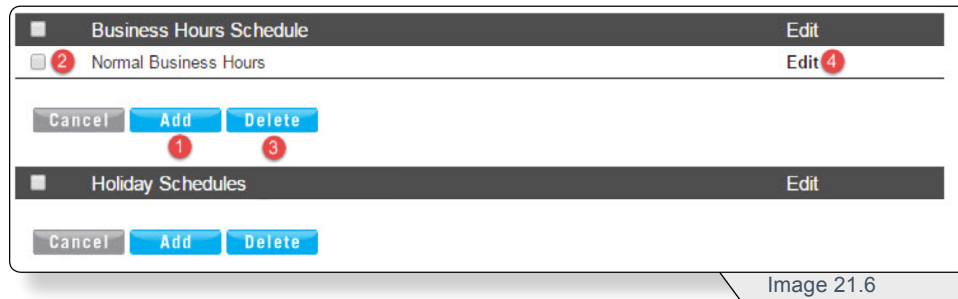 Business Hours Schedule Edit
2 Normal Business Hours Edit 4
Cancel Add Delete
1 3
Holiday Schedules Edit
Cancel Add Delete
Image 21.6